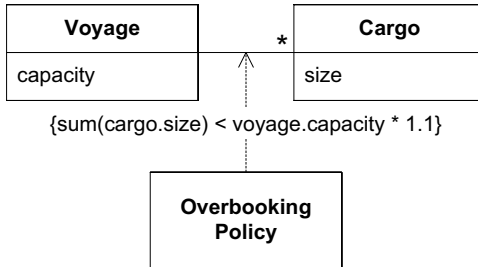 Voyage
capacity
*
Cargo
size
{sum(cargo.size) < voyage.capacity * 1.1}
Overbooking
Policy